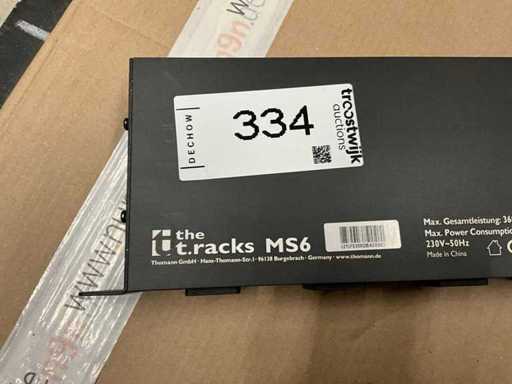 DECHOW
334
troostwijk
auctions
the
t.racks MS6
Thomann GmbH · Hans-Thomann-Str.1 · 96138 Burgebrach · Germany · www.thomann.de
Max. Gesamtleistung: 36
Max. Power Consumptio
230V~50Hz
Made in China